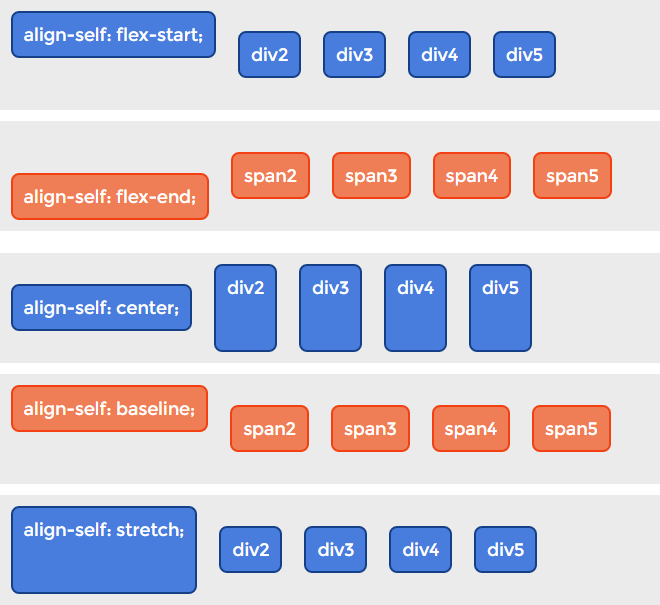 align-self: flex-start; div2 div3 div4 div5
align-self: flex-end; span2 span3 span4 span5
align-self: center; div2 div3 div4 div5
align-self: baseline; span2 span3 span4 span5
align-self: stretch; div2 div3 div4 div5